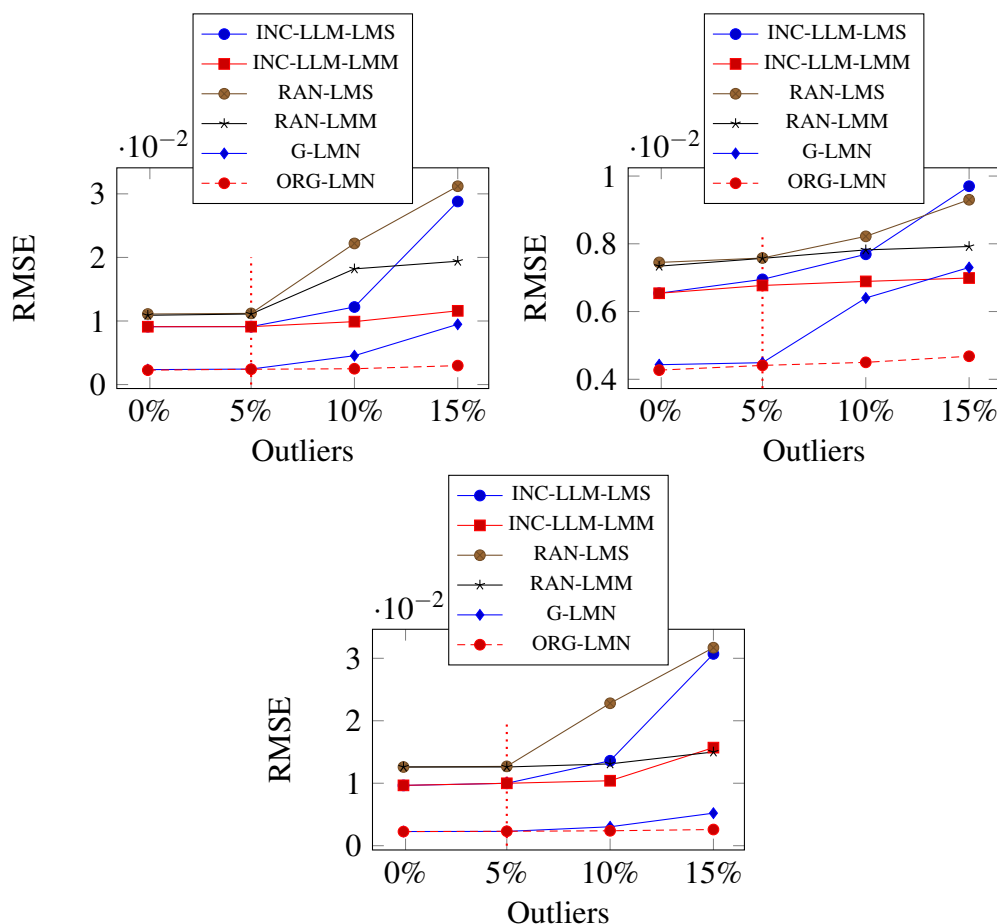 INC-LLM-LMS
INC-LLM-LMM
RAN-LMS
RAN-LMM
G-LMN
ORG-LMN
·10−2
3
2
1
0
RMSE
0% 5% 10% 15%
Outliers
INC-LLM-LMS
INC-LLM-LMM
RAN-LMS
RAN-LMM
G-LMN
ORG-LMN
·10−2
1
0.8
0.6
0.4
RMSE
0% 5% 10% 15%
Outliers
INC-LLM-LMS
INC-LLM-LMM
RAN-LMS
RAN-LMM
G-LMN
ORG-LMN
·10−2
3
2
1
0
RMSE
0% 5% 10% 15%
Outliers